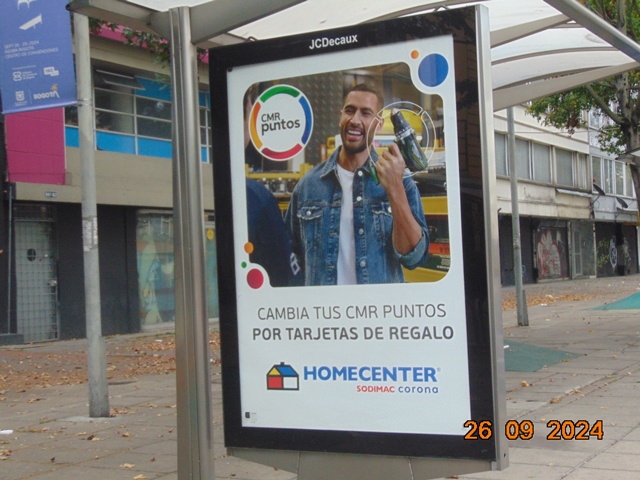 JCDecaux
CMR
puntos
CAMBIA TUS CMR PUNTOS
POR TARJETAS DE REGALO
HOMECENTER
SODIMAC corona
26 09 2024